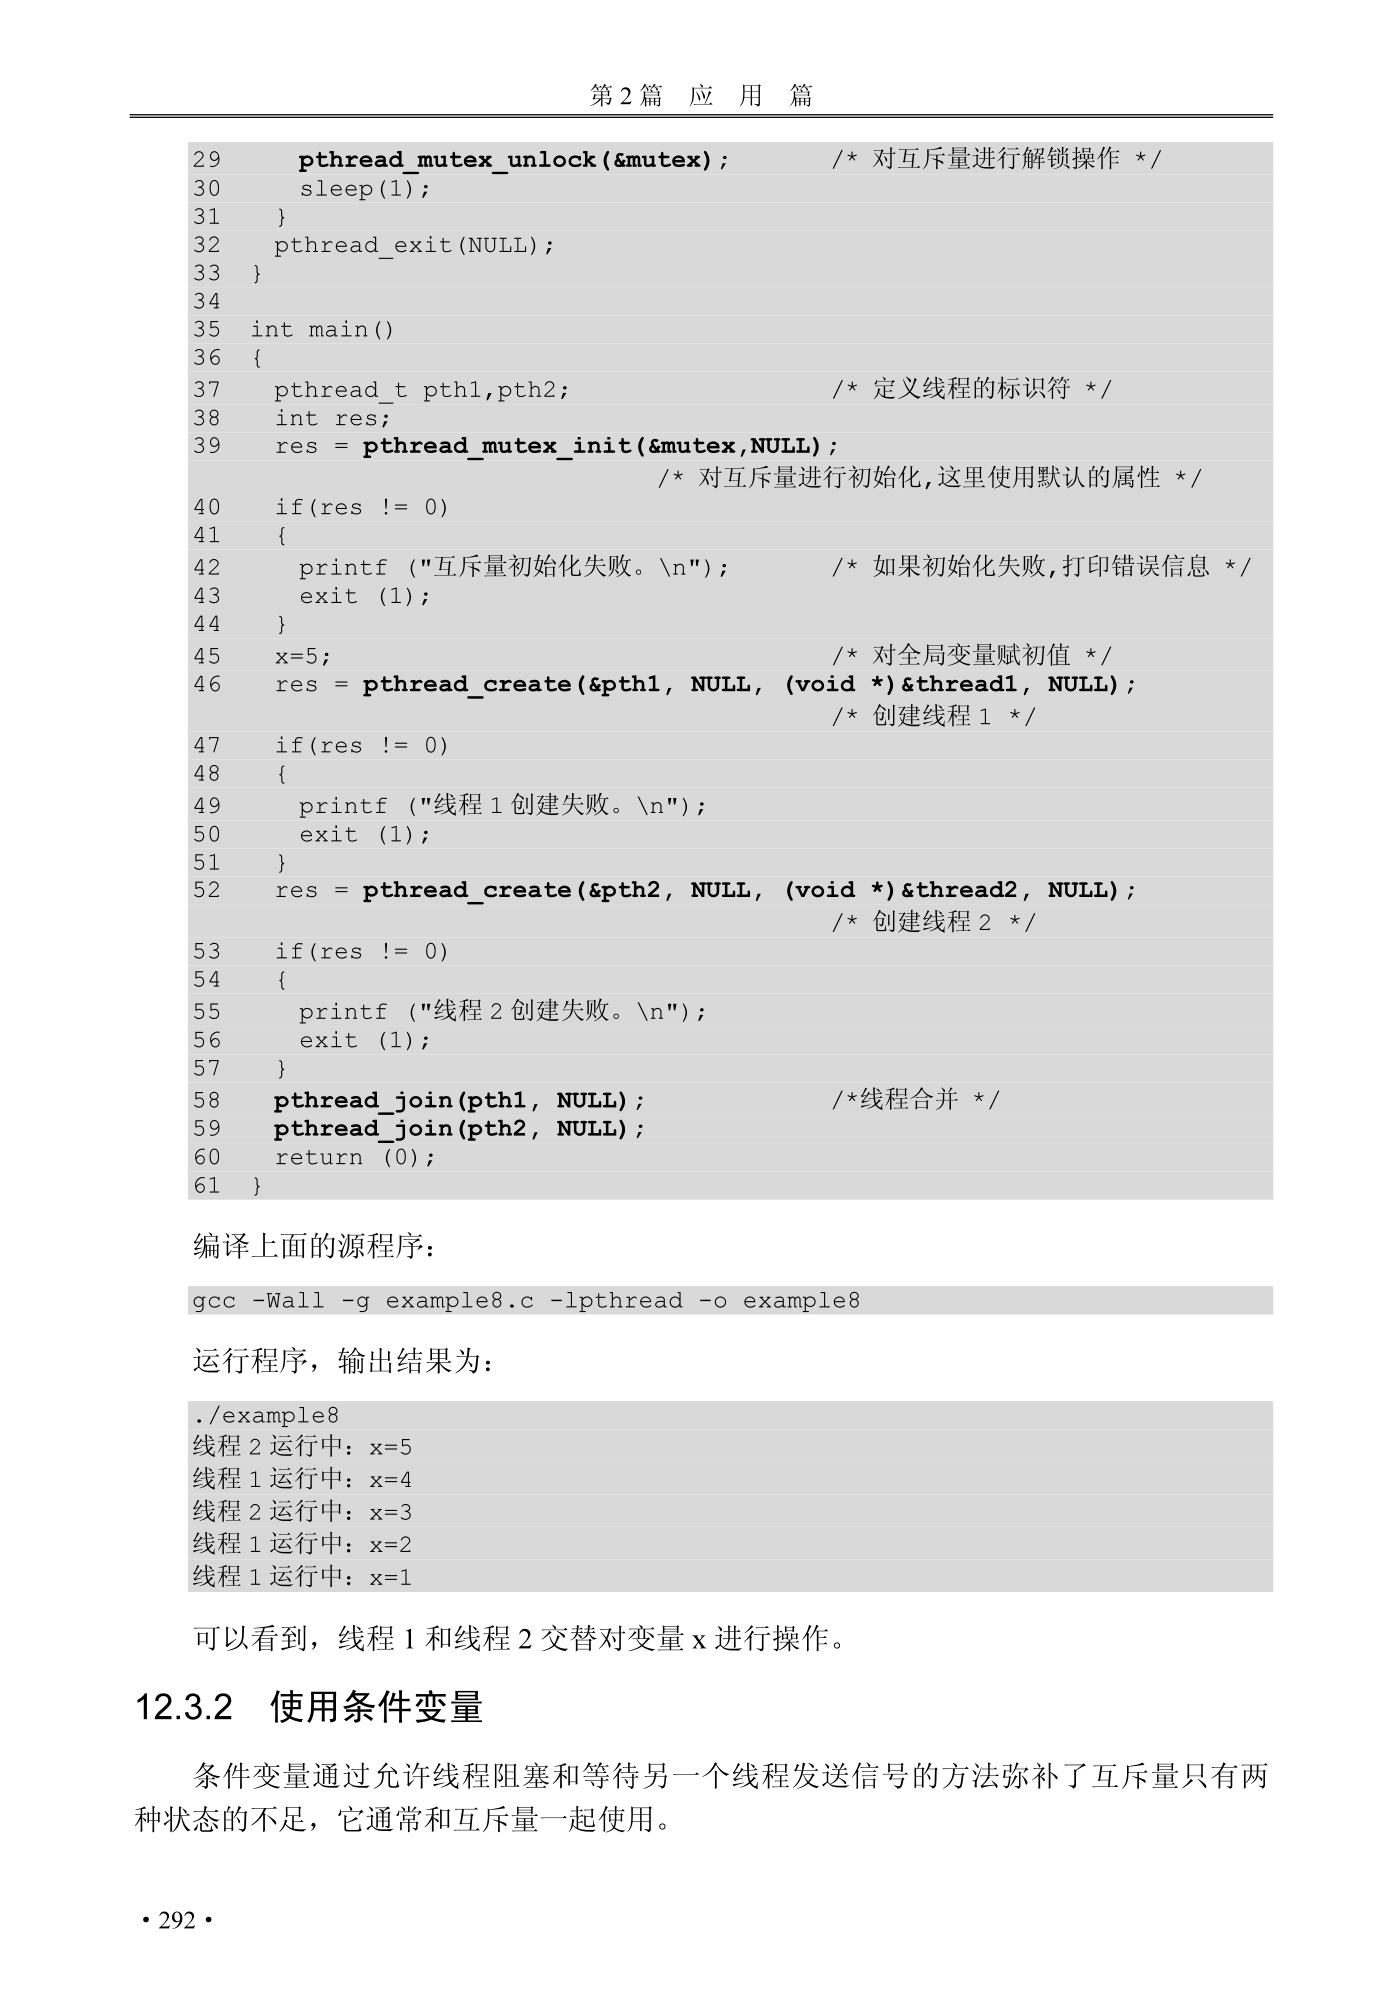 第 2 篇　应　用　篇
29      pthread_mutex_unlock(&mutex);        /* 对互斥量进行解锁操作 */
30      sleep(1);
31    }
32    pthread_exit(NULL);
33  }
34
35  int main()
36  {
37    pthread_t pth1,pth2;                   /* 定义线程的标识符 */
38    int res;
39    res = pthread_mutex_init(&mutex,NULL);
/* 对互斥量进行初始化,这里使用默认的属性 */
40    if(res != 0)
41    {
42      printf ("互斥量初始化失败。\n");        /* 如果初始化失败,打印错误信息 */
43      exit (1);
44    }
45    x=5;                                   /* 对全局变量赋初值 */
46    res = pthread_create(&pth1, NULL, (void *)&thread1, NULL);
/* 创建线程 1 */
47    if(res != 0)
48    {
49      printf ("线程 1 创建失败。\n");
50      exit (1);
51    }
52    res = pthread_create(&pth2, NULL, (void *)&thread2, NULL);
/* 创建线程 2 */
53    if(res != 0)
54    {
55      printf ("线程 2 创建失败。\n");
56      exit (1);
57    }
58    pthread_join(pth1, NULL);              /*线程合并 */
59    pthread_join(pth2, NULL);
60    return (0);
61  }
编译上面的源程序：
gcc -Wall -g example8.c -lpthread -o example8
运行程序，输出结果为：
./example8
线程 2 运行中：x=5
线程 1 运行中：x=4
线程 2 运行中：x=3
线程 1 运行中：x=2
线程 1 运行中：x=1
可以看到，线程 1 和线程 2 交替对变量 x 进行操作。
12.3.2　使用条件变量
条件变量通过允许线程阻塞和等待另一个线程发送信号的方法弥补了互斥量只有两
种状态的不足，它通常和互斥量一起使用。
• 292 •